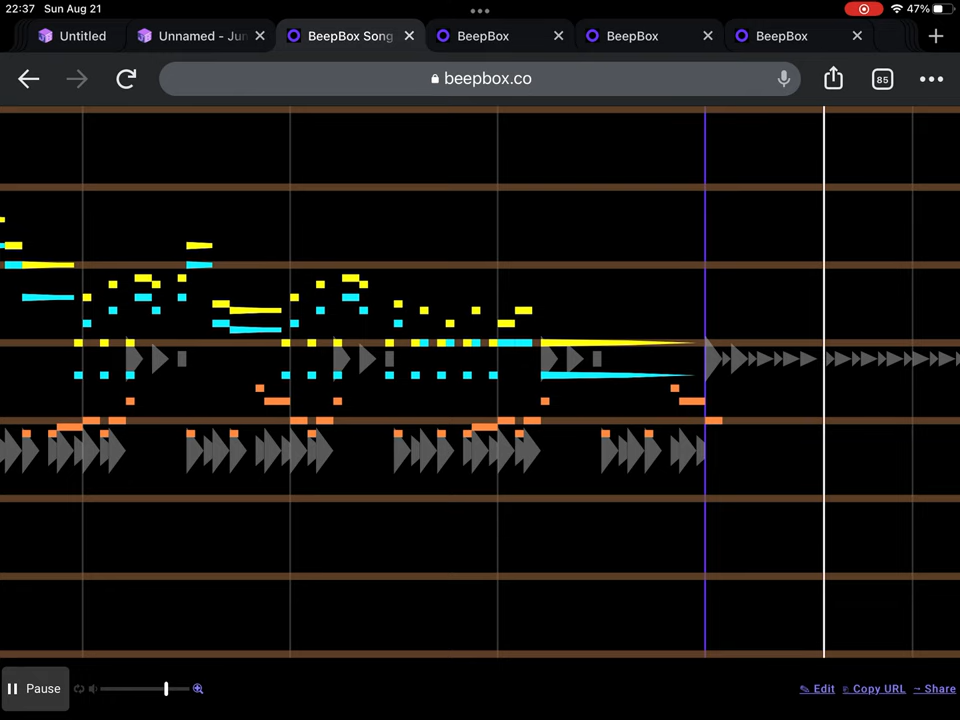 22:37 Sun Aug 21 47%
Untitled Unnamed - Jun BeepBox Song BeepBox BeepBox BeepBox
beepbox.co 85
Pause Edit Copy URL Share